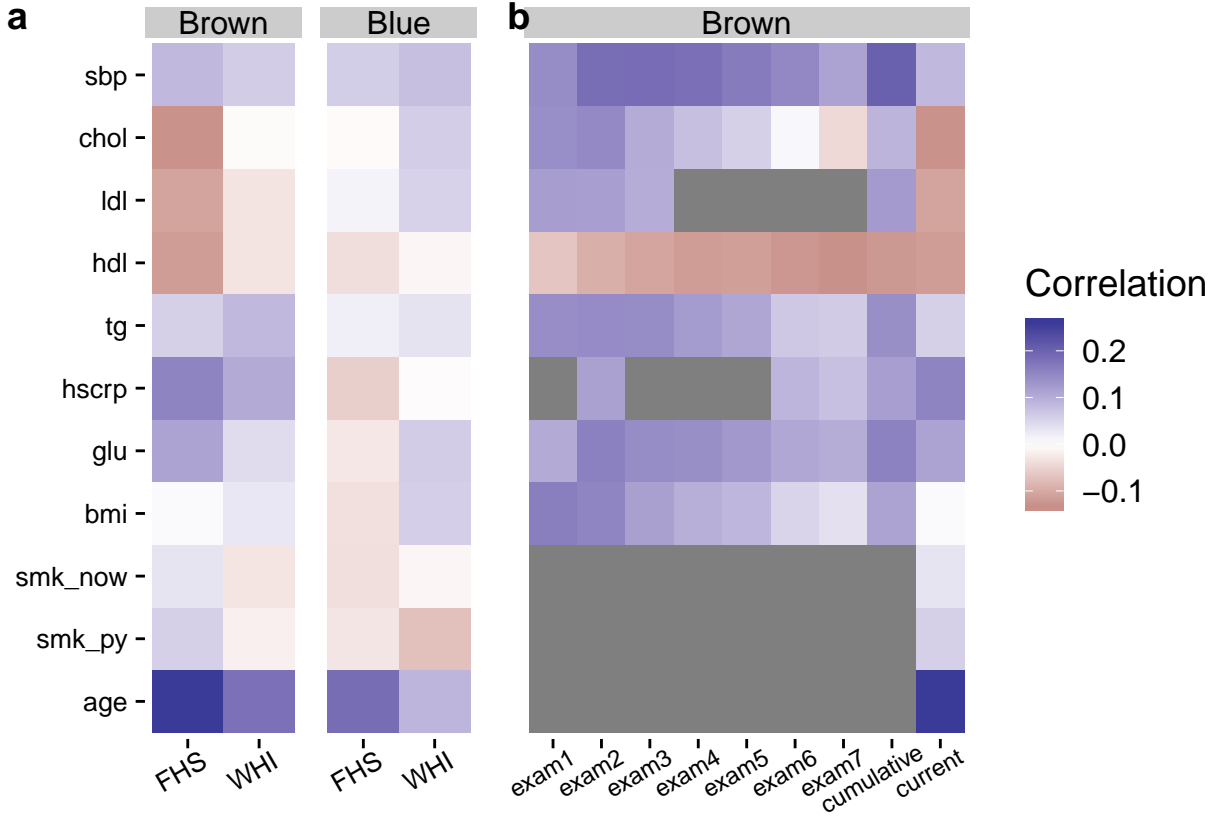 a
Brown
Blue
b
Brown
sbp
chol
ldl
hdl
tg
hscrp
glu
bmi
smk_now
smk_py
age
FHS
WHI
FHS
WHI
exam1
exam2
exam3
exam4
exam5
exam6
exam7
cumulative
current
Correlation
0.2
0.1
0.0
−0.1